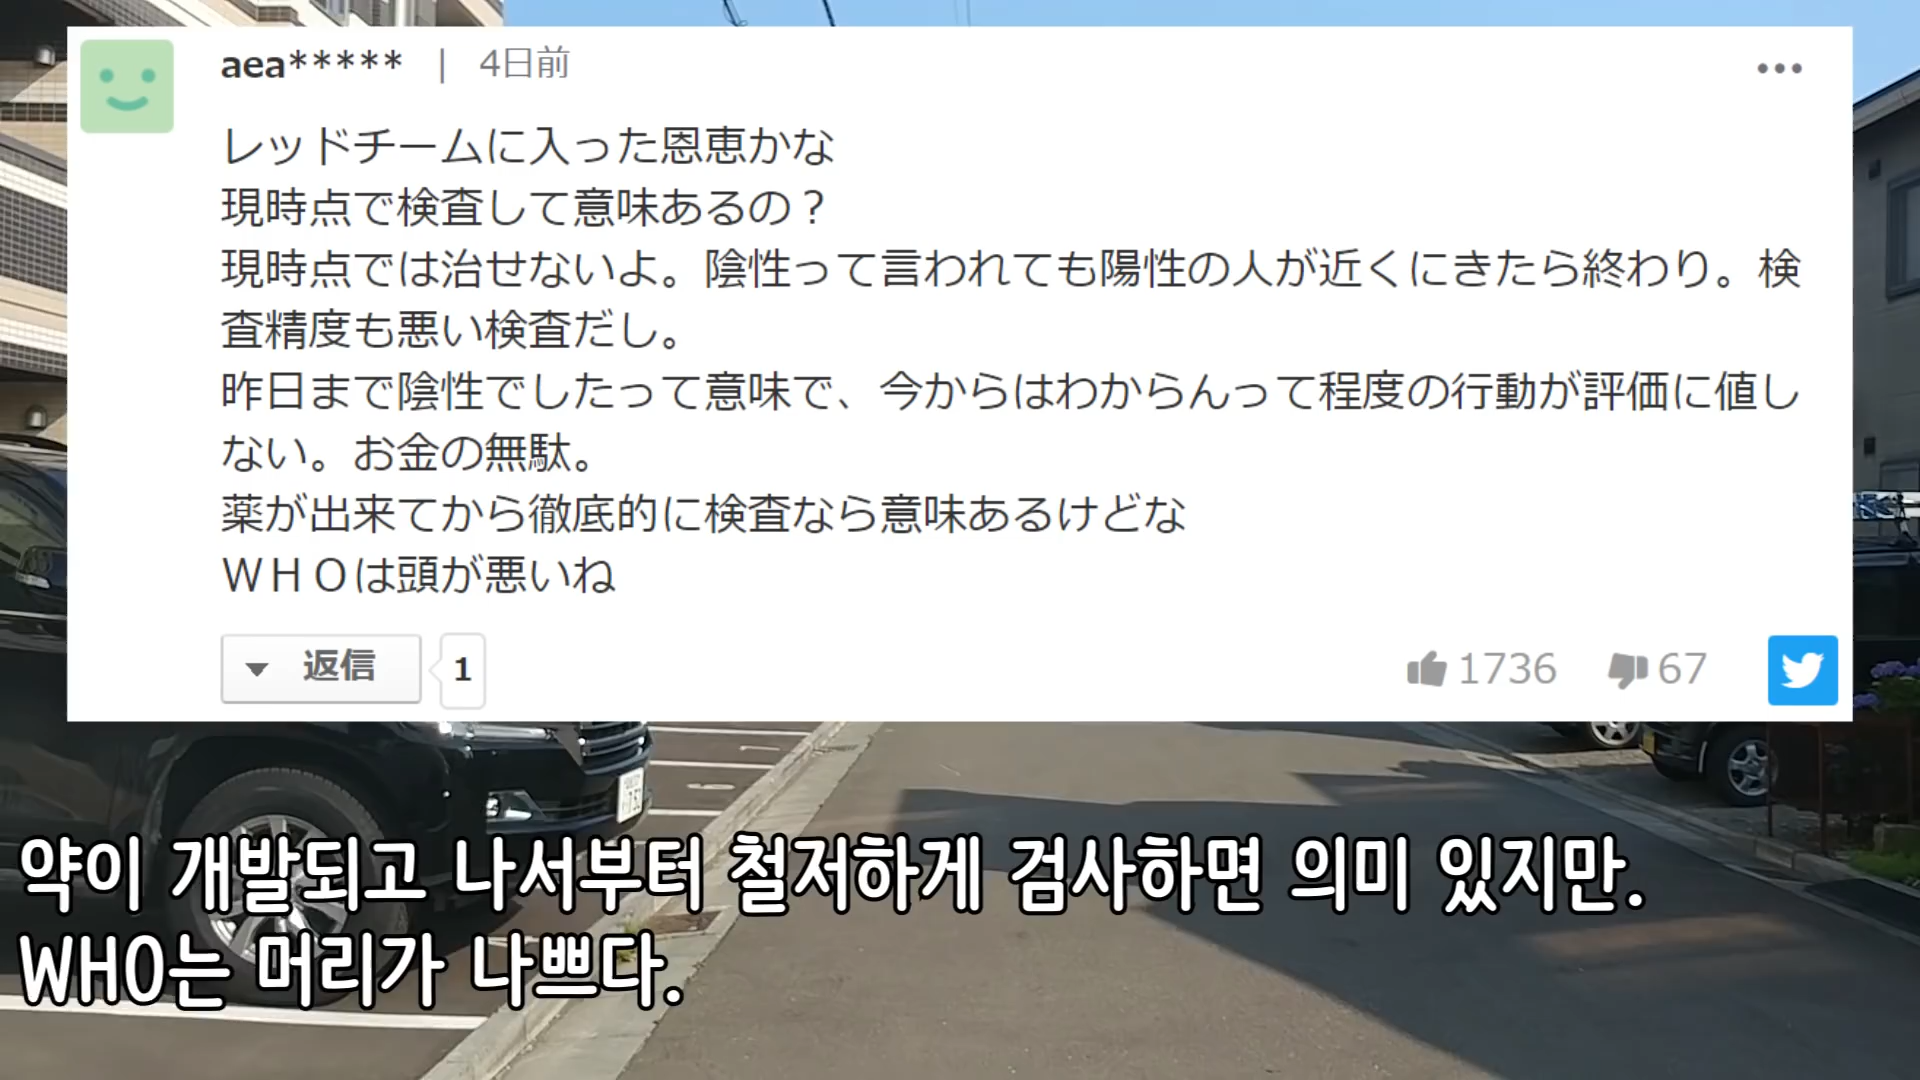 aea***** | 4日前
レッドチームに入った恩恵かな
現時点で検査して意味あるの？
現時点では治せないよ。陰性って言われても陽性の人が近くにきたら終わり。検
査精度も悪い検査だし。
昨日まで陰性でしたって意味で、今からはわからんって程度の行動が評価に値し
ない。お金の無駄。
薬が出来てから徹底的に検査なら意味あるけどな
ＷＨＯは頭が悪いね
返信 1 1736 67
약이 개발되고 나서부터 철저하게 검사하면 의미 있지만.
WHO는 머리가 나쁘다.